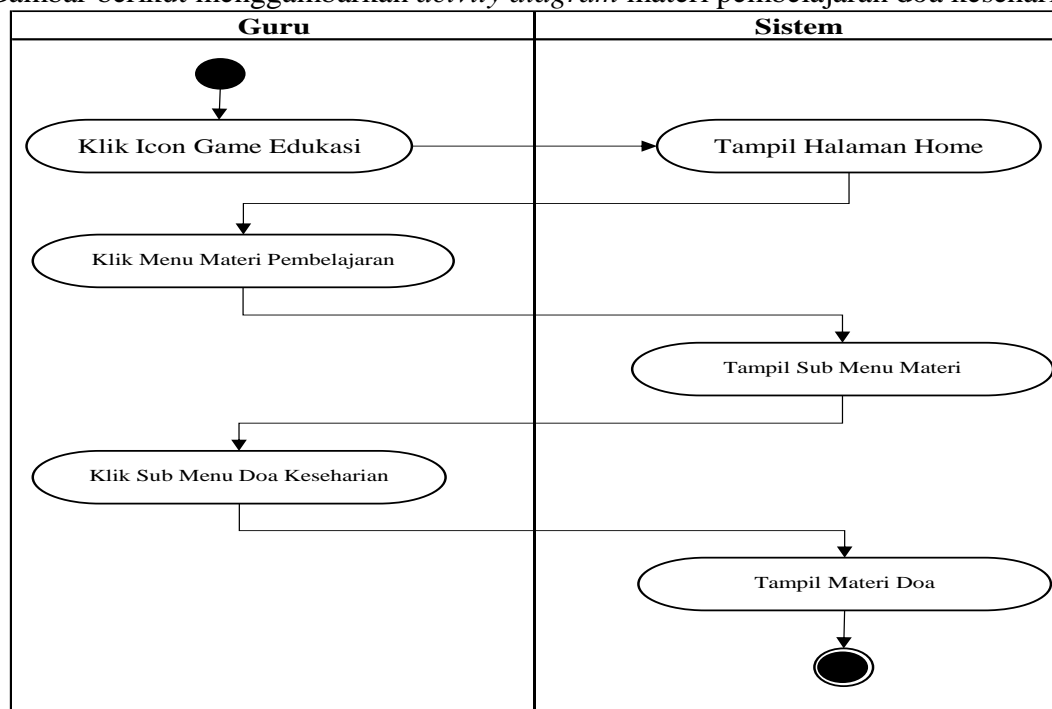 Gambar berikut menggambarkan activity diagram materi pembelajaran doa keseharian
Guru
Sistem
Klik Icon Game Edukasi
Tampil Halaman Home
Klik Menu Materi Pembelajaran
Tampil Sub Menu Materi
Klik Sub Menu Doa Keseharian
Tampil Materi Doa